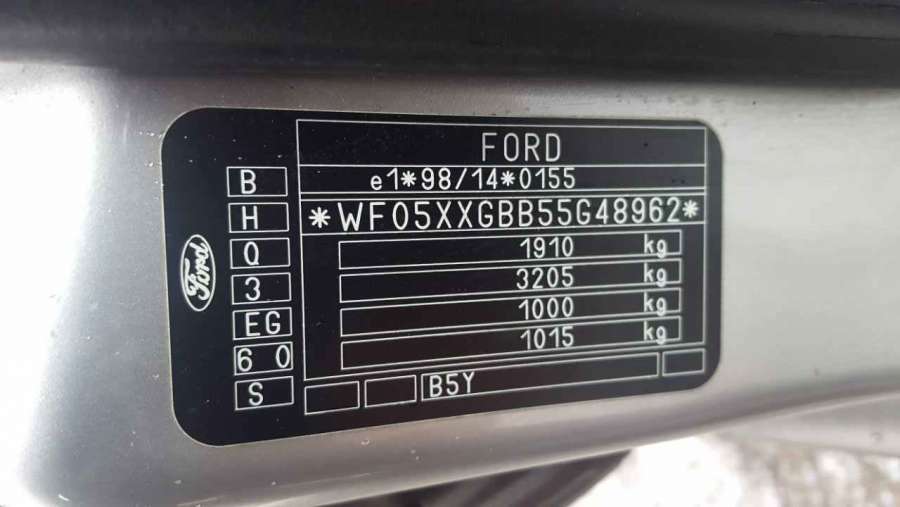 FORD
B e1*98/14*0155
H *WF05XXGBB55G48962*
Q 1910 kg
3 3205 kg
EG 1000 kg
6 0 1015 kg
S B5Y
Ford